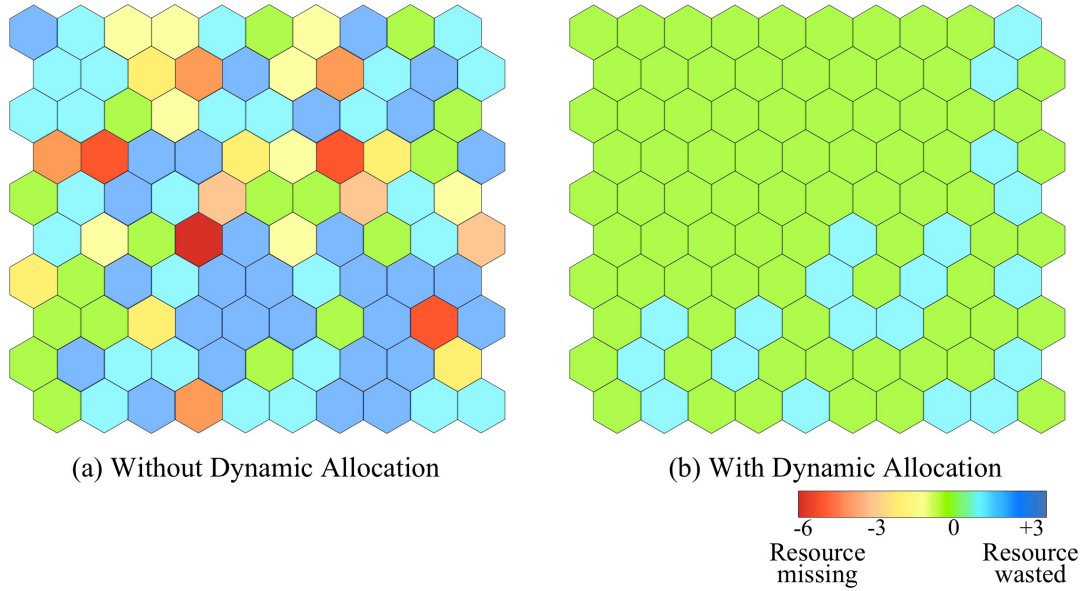 (a) Without Dynamic Allocation
(b) With Dynamic Allocation
-6 -3 0 +3
Resource missing
Resource wasted